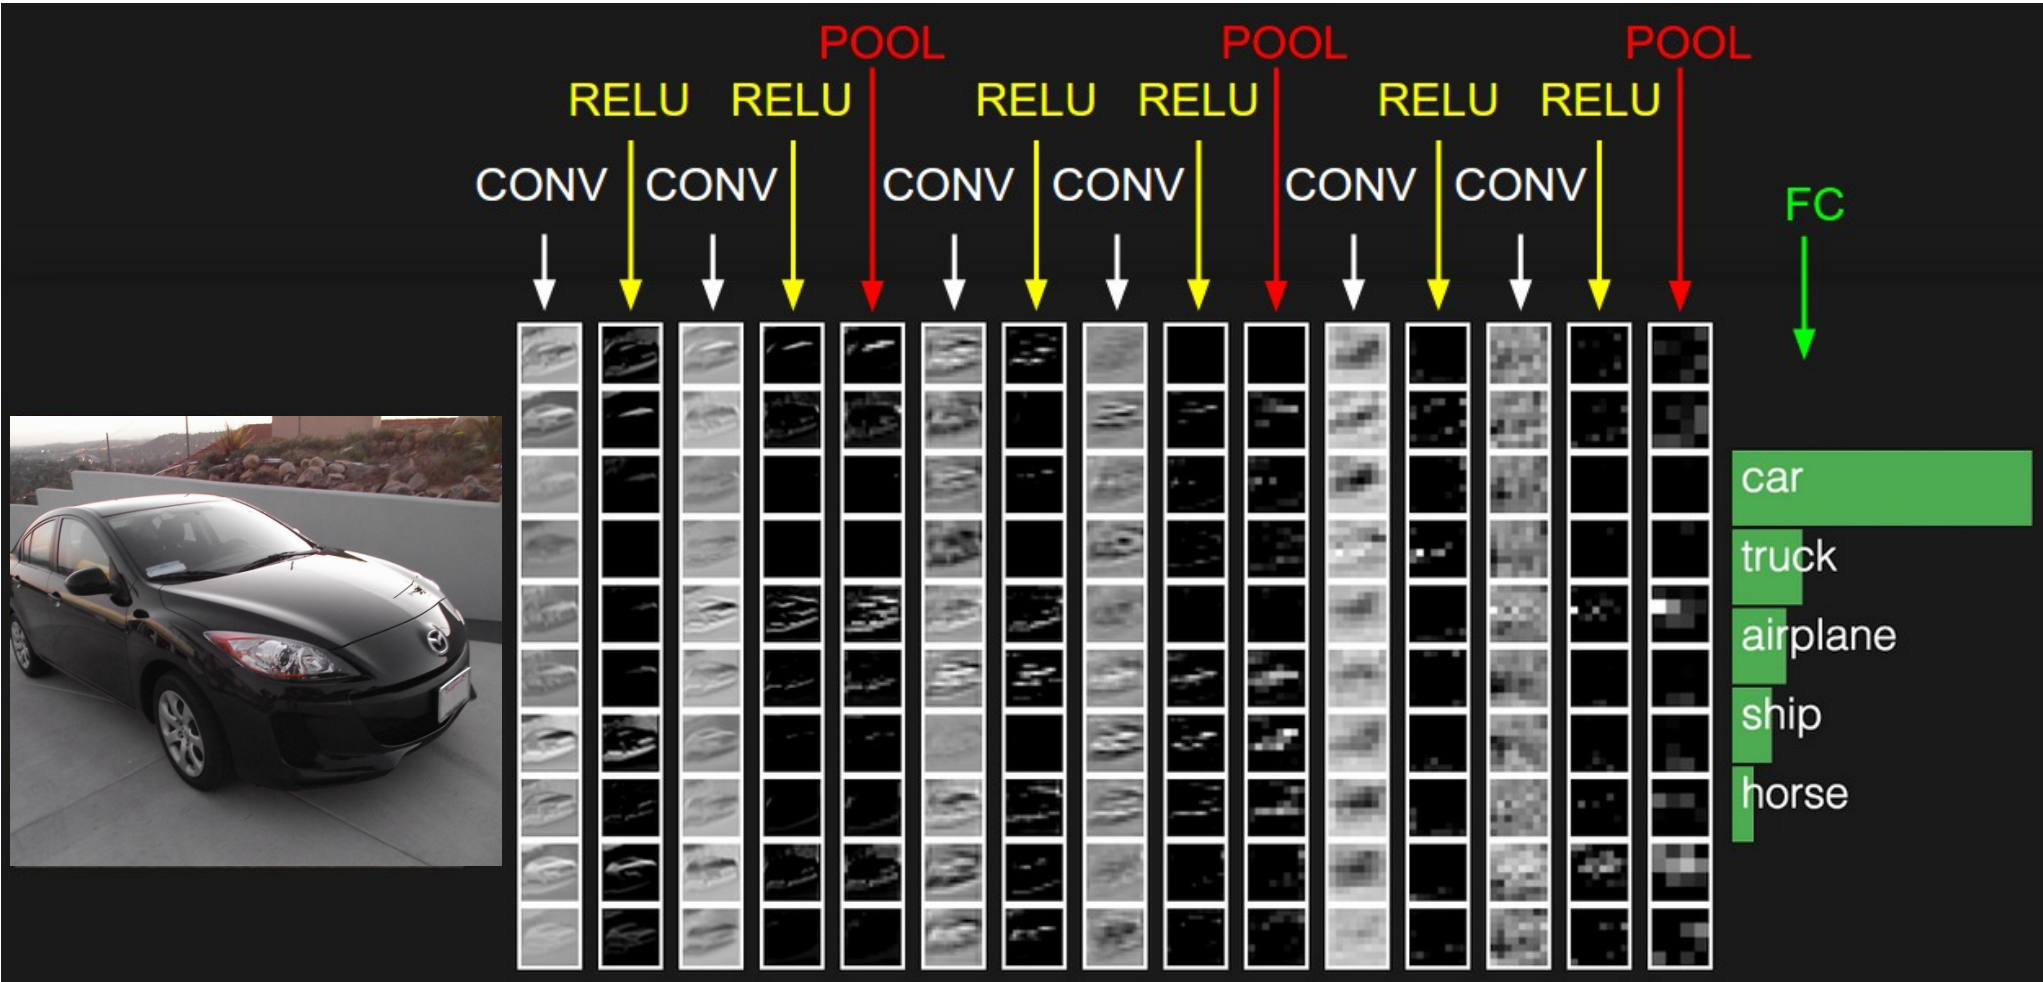 POOL POOL POOL
RELU RELU RELU RELU RELU RELU
CONV CONV CONV CONV CONV CONV
FC
car
truck
airplane
ship
horse